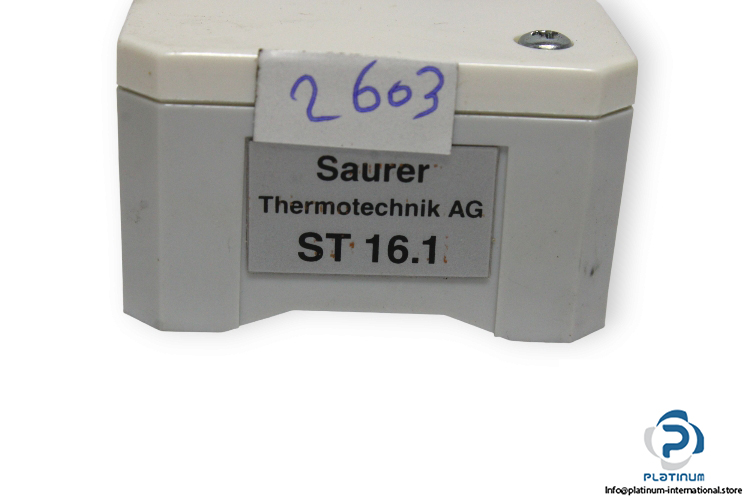 2603
Saurer
Thermotechnik AG
ST 16.1
PLATINUM
Info@platinum-international.store